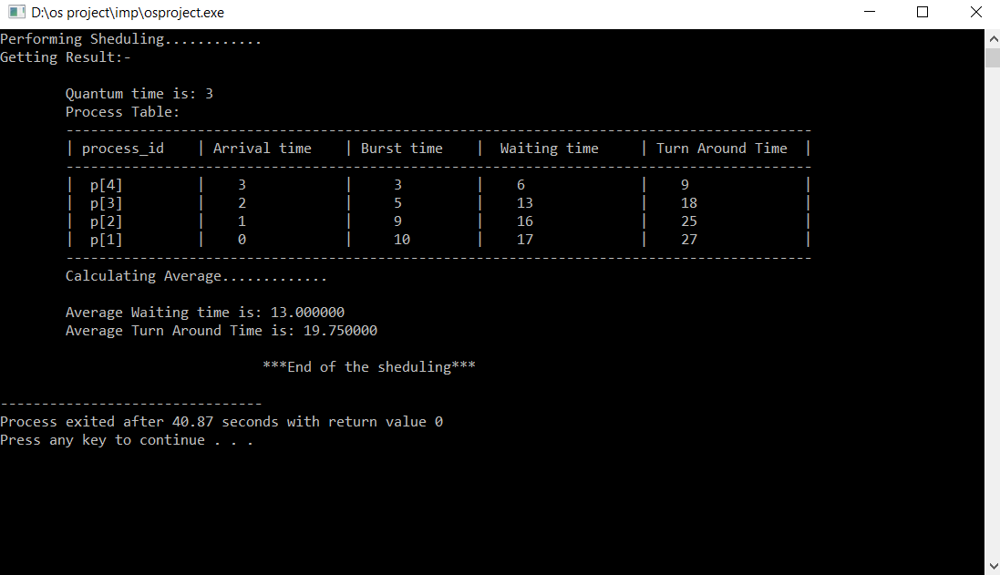 D:\os project\imp\osproject.exe
Performing Sheduling............
Getting Result:-
Quantum time is: 3
Process Table:
-------------------------------------------------------------------------------------------
| process_id    | Arrival time    | Burst time    |  Waiting time     | Turn Around Time  |
-------------------------------------------------------------------------------------------
|  p[4]         |    3            |     3         |    6              |    9              |
|  p[3]         |    2            |     5         |    13             |    18             |
|  p[2]         |    1            |     9         |    16             |    25             |
|  p[1]         |    0            |     10        |    17             |    27             |
-------------------------------------------------------------------------------------------
Calculating Average.............
Average Waiting time is: 13.000000
Average Turn Around Time is: 19.750000
***End of the sheduling***
--------------------------------
Process exited after 40.87 seconds with return value 0
Press any key to continue . . .